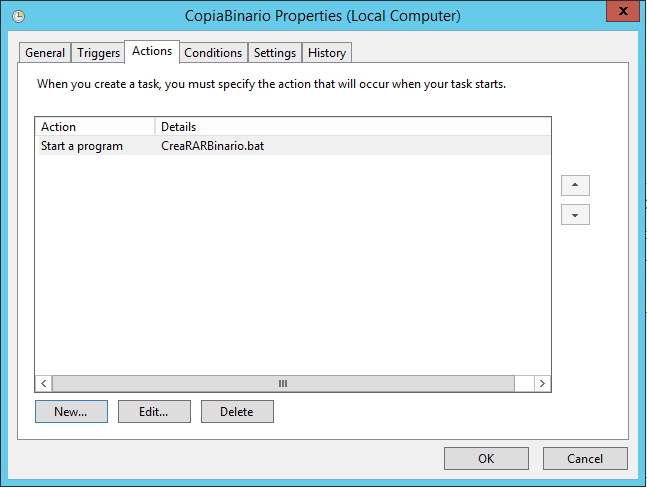 CopiaBinario Properties (Local Computer)
x
General Triggers Actions Conditions Settings History
When you create a task, you must specify the action that will occur when your task starts.
Action Details
Start a program CreaRARBinario.bat
New... Edit... Delete
OK Cancel